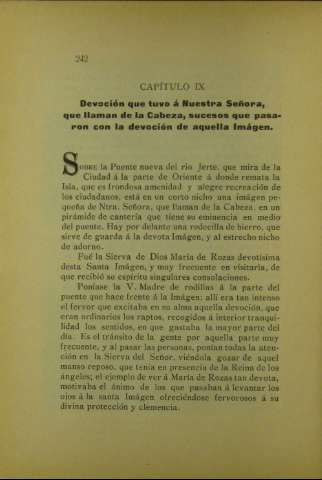 242
CAPÍTULO IX
Devoción que tuvo á Nuestra Señora,
que llaman de la Cabeza, sucesos que pasa-
ron con la devoción de aquella Imágen.
SOBRE la Puente nueva del rio Jerte, que mira de la
Ciudad á la parte de Oriente á donde remata la
Isla, que es frondosa amenidad y alegre recreación de
los ciudadanos, está en un corto nicho una imágen pe-
queña de Ntra. Señora, que llaman de la Cabeza, en un
pirámide de cantería que tiene su eminencia en medio
del puente. Hay por delante una rodecilla de hierro, que
sirve de guarda á la devota Imágen, y al estrecho nicho
de adorno.
Fué la Sierva de Dios María de Rozas devotísima
desta Santa Imágen, y muy frecuente en visitarla, de
que recibió su espíritu singulares consolaciones.
Poníase la V. Madre de rodillas á la parte del
puente que hace frente á la Imágen; allí era tan intenso
el fervor que excitaba en su alma aquella devoción, que
eran ordinarios los raptos, recogidos á interior tranqui-
lidad los sentidos, en que gastaba la mayor parte del
día. Es el tránsito de la gente por aquella parte muy
frecuente, y al pasar las personas, ponían todas la aten-
ción en la Sierva del Señor, viéndola gozar de aquel
manso reposo, que tenía en presencia de la Reina de los
ángeles; el ejemplo de ver á María de Rozas tan devota,
motivaba el ánimo de los que pasaban á levantar los
ojos á la santa Imágen ofreciéndose fervorosos á su
divina protección y clemencia.